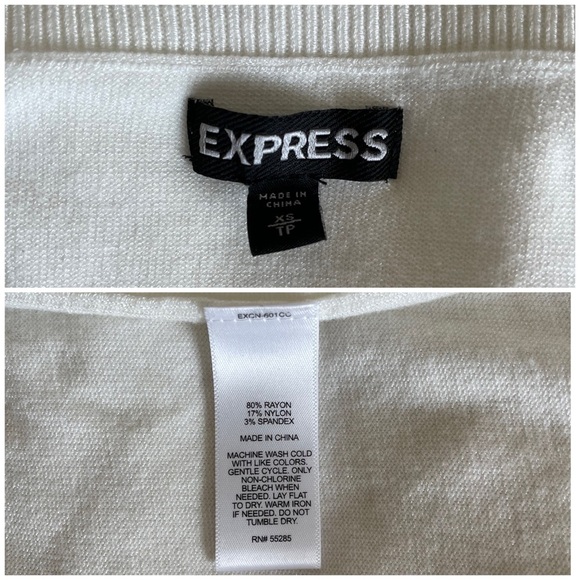 EXPRESS
MADE IN
CHINA
XS
TP
EXCN-601CC
80% RAYON
17% NYLON
3% SPANDEX
MADE IN CHINA
MACHINE WASH COLD
WITH LIKE COLORS.
GENTLE CYCLE. ONLY
NON-CHLORINE
BLEACH WHEN
NEEDED. LAY FLAT
TO DRY. WARM IRON
IF NEEDED. DO NOT
TUMBLE DRY.
RN# 55285